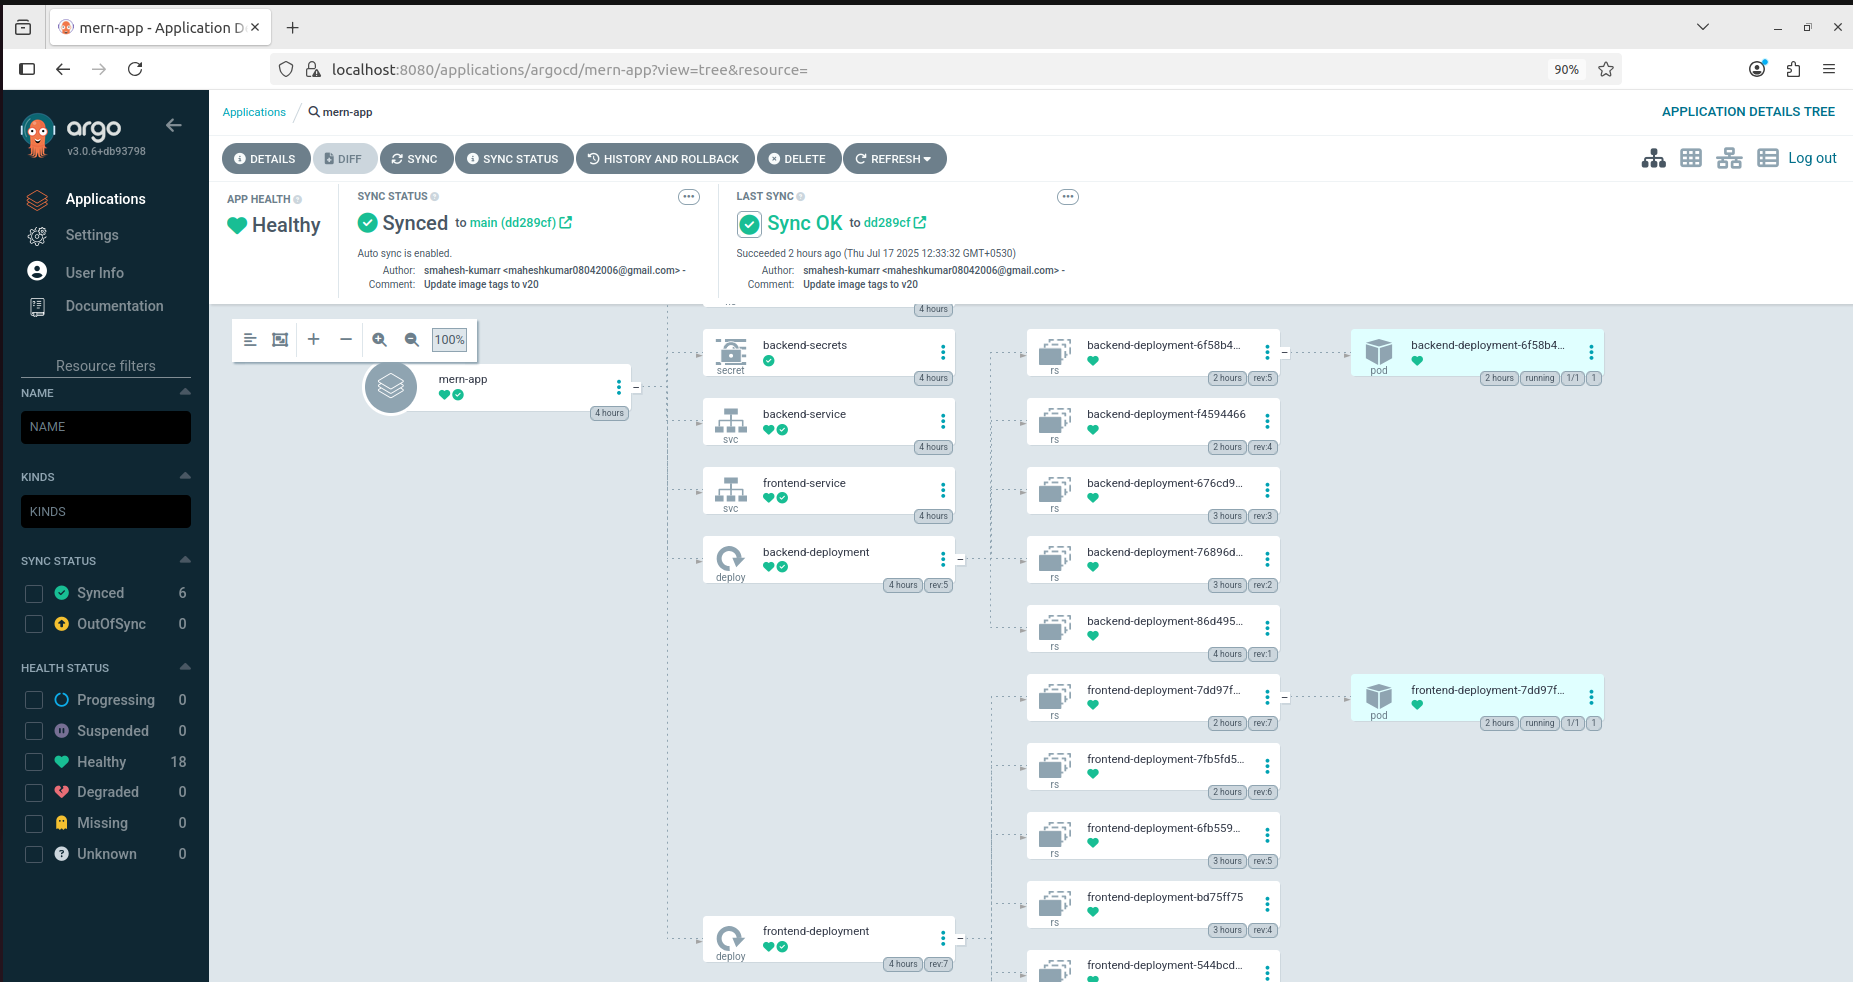 mern-app - Application D
localhost:8080/applications/argocd/mern-app?view=tree&resource=
90%
argo
v3.0.6+db93798
Applications
Settings
User Info
Documentation
Resource filters
NAME
NAME
KINDS
KINDS
SYNC STATUS
Synced 6
OutOfSync 0
HEALTH STATUS
Progressing 0
Suspended 0
Healthy 18
Degraded 0
Missing 0
Unknown 0
Applications / mern-app
APPLICATION DETAILS TREE
DETAILS DIFF SYNC SYNC STATUS HISTORY AND ROLLBACK DELETE REFRESH
Log out
APP HEALTH
Healthy
SYNC STATUS
Synced to main (dd289cf)
Auto sync is enabled.
Author: smahesh-kumarr <maheshkumar08042006@gmail.com> -
Comment: Update image tags to v20
LAST SYNC
Sync OK to dd289cf
Succeeded 2 hours ago (Thu Jul 17 2025 12:33:32 GMT+0530)
Author: smahesh-kumarr <maheshkumar08042006@gmail.com> -
Comment: Update image tags to v20
100%
mern-app
4 hours
4 hours
backend-secrets
secret
4 hours
backend-service
svc
4 hours
frontend-service
svc
4 hours
backend-deployment
deploy
4 hours rev:5
frontend-deployment
deploy
4 hours rev:7
backend-deployment-6f58b4...
rs
2 hours rev:5
backend-deployment-f4594466
rs
2 hours rev:4
backend-deployment-676cd9...
rs
3 hours rev:3
backend-deployment-76896d...
rs
3 hours rev:2
backend-deployment-86d495...
rs
4 hours rev:1
frontend-deployment-7dd97f...
rs
2 hours rev:7
frontend-deployment-7fb5fd5...
rs
2 hours rev:6
frontend-deployment-6fb559...
rs
3 hours rev:5
frontend-deployment-bd75ff75
rs
3 hours rev:4
frontend-deployment-544bcd...
backend-deployment-6f58b4...
pod
2 hours running 1/1 1
frontend-deployment-7dd97f...
pod
2 hours running 1/1 1